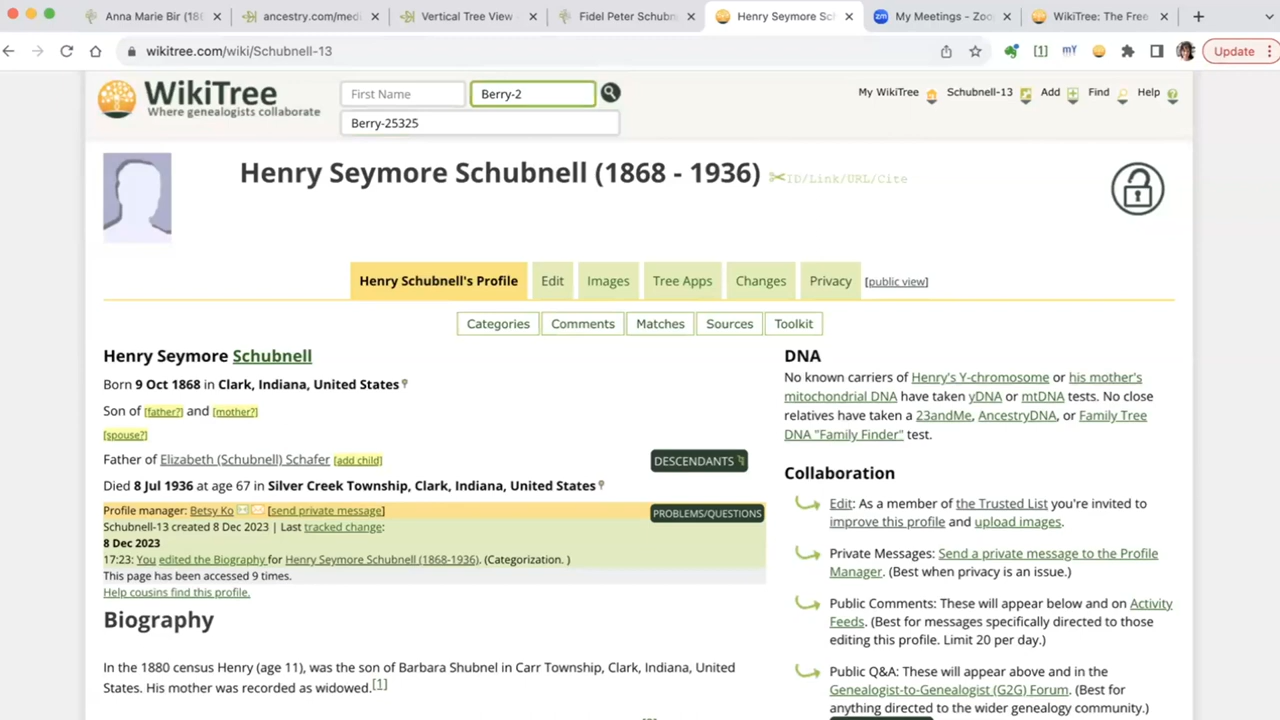 Anna Marie Bir (186
ancestry.com/medi
Vertical Tree View -
Fidel Peter Schubn
Henry Seymore Sch
My Meetings - Zoo
WikiTree: The Free
wikitree.com/wiki/Schubnell-13
[1]
mY
Update
WikiTree
Where genealogists collaborate
First Name
Berry-2
Berry-25325
My WikiTree
Schubnell-13
Add
Find
Help
Henry Seymore Schubnell (1868 - 1936)
ID/Link/URL/Cite
Henry Schubnell's Profile
Edit
Images
Tree Apps
Changes
Privacy
[public view]
Categories
Comments
Matches
Sources
Toolkit
Henry Seymore Schubnell
Born 9 Oct 1868 in Clark, Indiana, United States
Son of [father?] and [mother?]
[spouse?]
Father of Elizabeth (Schubnell) Schafer [add child]
DESCENDANTS
Died 8 Jul 1936 at age 67 in Silver Creek Township, Clark, Indiana, United States
Profile manager: Betsy Ko [send private message]
PROBLEMS/QUESTIONS
Schubnell-13 created 8 Dec 2023 | Last tracked change:
8 Dec 2023
17:23: You edited the Biography for Henry Seymore Schubnell (1868-1936). (Categorization. )
This page has been accessed 9 times.
Help cousins find this profile.
Biography
In the 1880 census Henry (age 11), was the son of Barbara Shubnel in Carr Township, Clark, Indiana, United
States. His mother was recorded as widowed.[1]
DNA
No known carriers of Henry's Y-chromosome or his mother's
mitochondrial DNA have taken yDNA or mtDNA tests. No close
relatives have taken a 23andMe, AncestryDNA, or Family Tree
DNA "Family Finder" test.
Collaboration
Edit: As a member of the Trusted List you're invited to
improve this profile and upload images.
Private Messages: Send a private message to the Profile
Manager. (Best when privacy is an issue.)
Public Comments: These will appear below and on Activity
Feeds. (Best for messages specifically directed to those
editing this profile. Limit 20 per day.)
Public Q&A: These will appear above and in the
Genealogist-to-Genealogist (G2G) Forum. (Best for
anything directed to the wider genealogy community.)